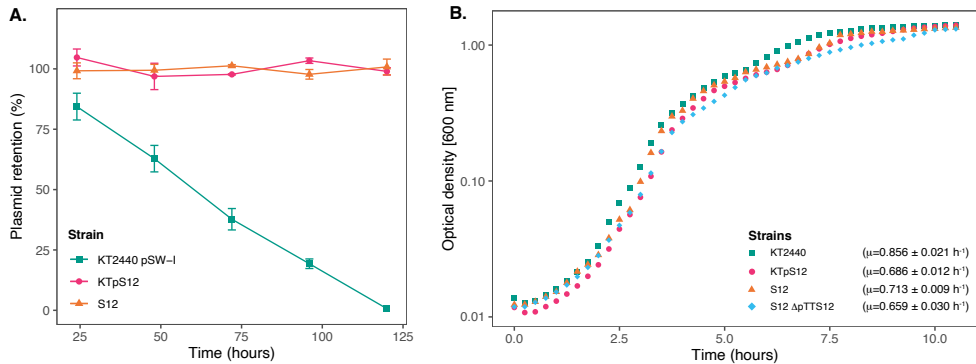 A.
Plasmid retention (%)
100
75
50
25
0
Strain
KT2440 pSW-I
KTpS12
S12
25
50
75
100
120
Time (hours)
B.
Optical density [600 nm]
1.00
0.10
0.01
Strains
KT2440 (μ=0.856 ± 0.021 h⁻¹)
KTpS12 (μ=0.686 ± 0.012 h⁻¹)
S12 (μ=0.713 ± 0.009 h⁻¹)
S12 ΔpTTS12 (μ=0.659 ± 0.030 h⁻¹)
0.0
2.5
5.0
7.5
10.0
Time (hours)